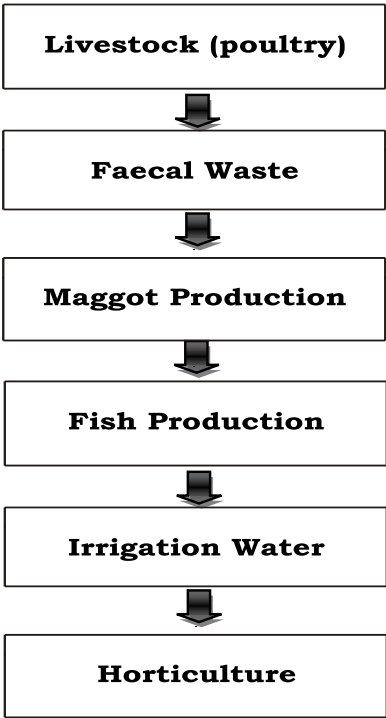 Livestock (poultry)
Faecal Waste
Maggot Production
Fish Production
Irrigation Water
Horticulture